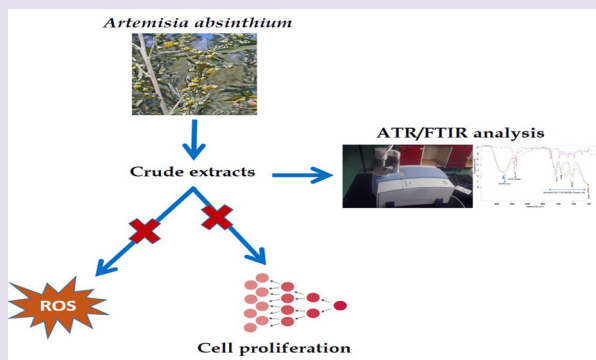 Artemisia absinthium
ATR/FTIR analysis
Crude extracts
ROS
Cell proliferation